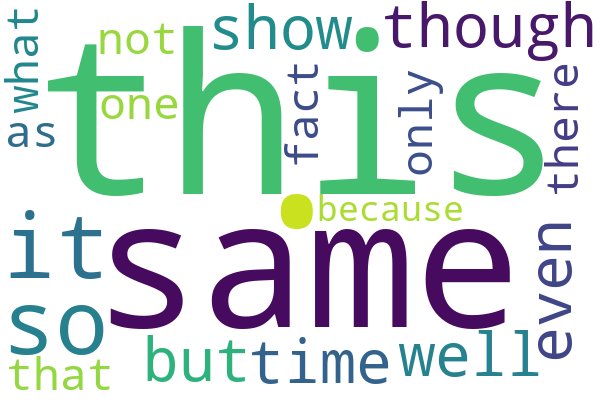 what
not
show
though
this
as
one
fact
only
there
.
because
it
same
so
even
but
time
well
that